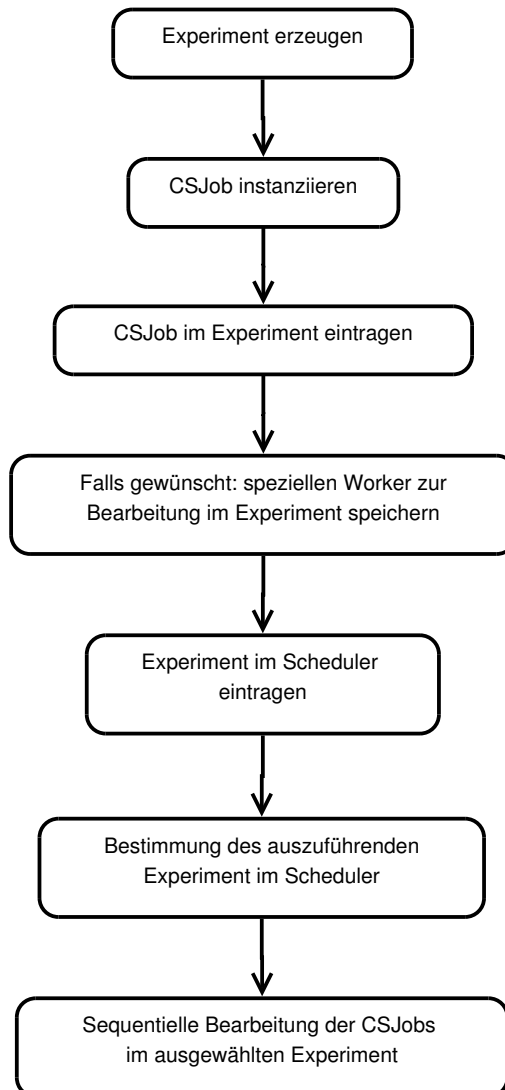 Experiment erzeugen
CSJob instanziieren
CSJob im Experiment eintragen
Falls gewünscht: speziellen Worker zur
Bearbeitung im Experiment speichern
Experiment im Scheduler
eintragen
Bestimmung des auszuführenden
Experiment im Scheduler
Sequentielle Bearbeitung der CSJobs
im ausgewählten Experiment